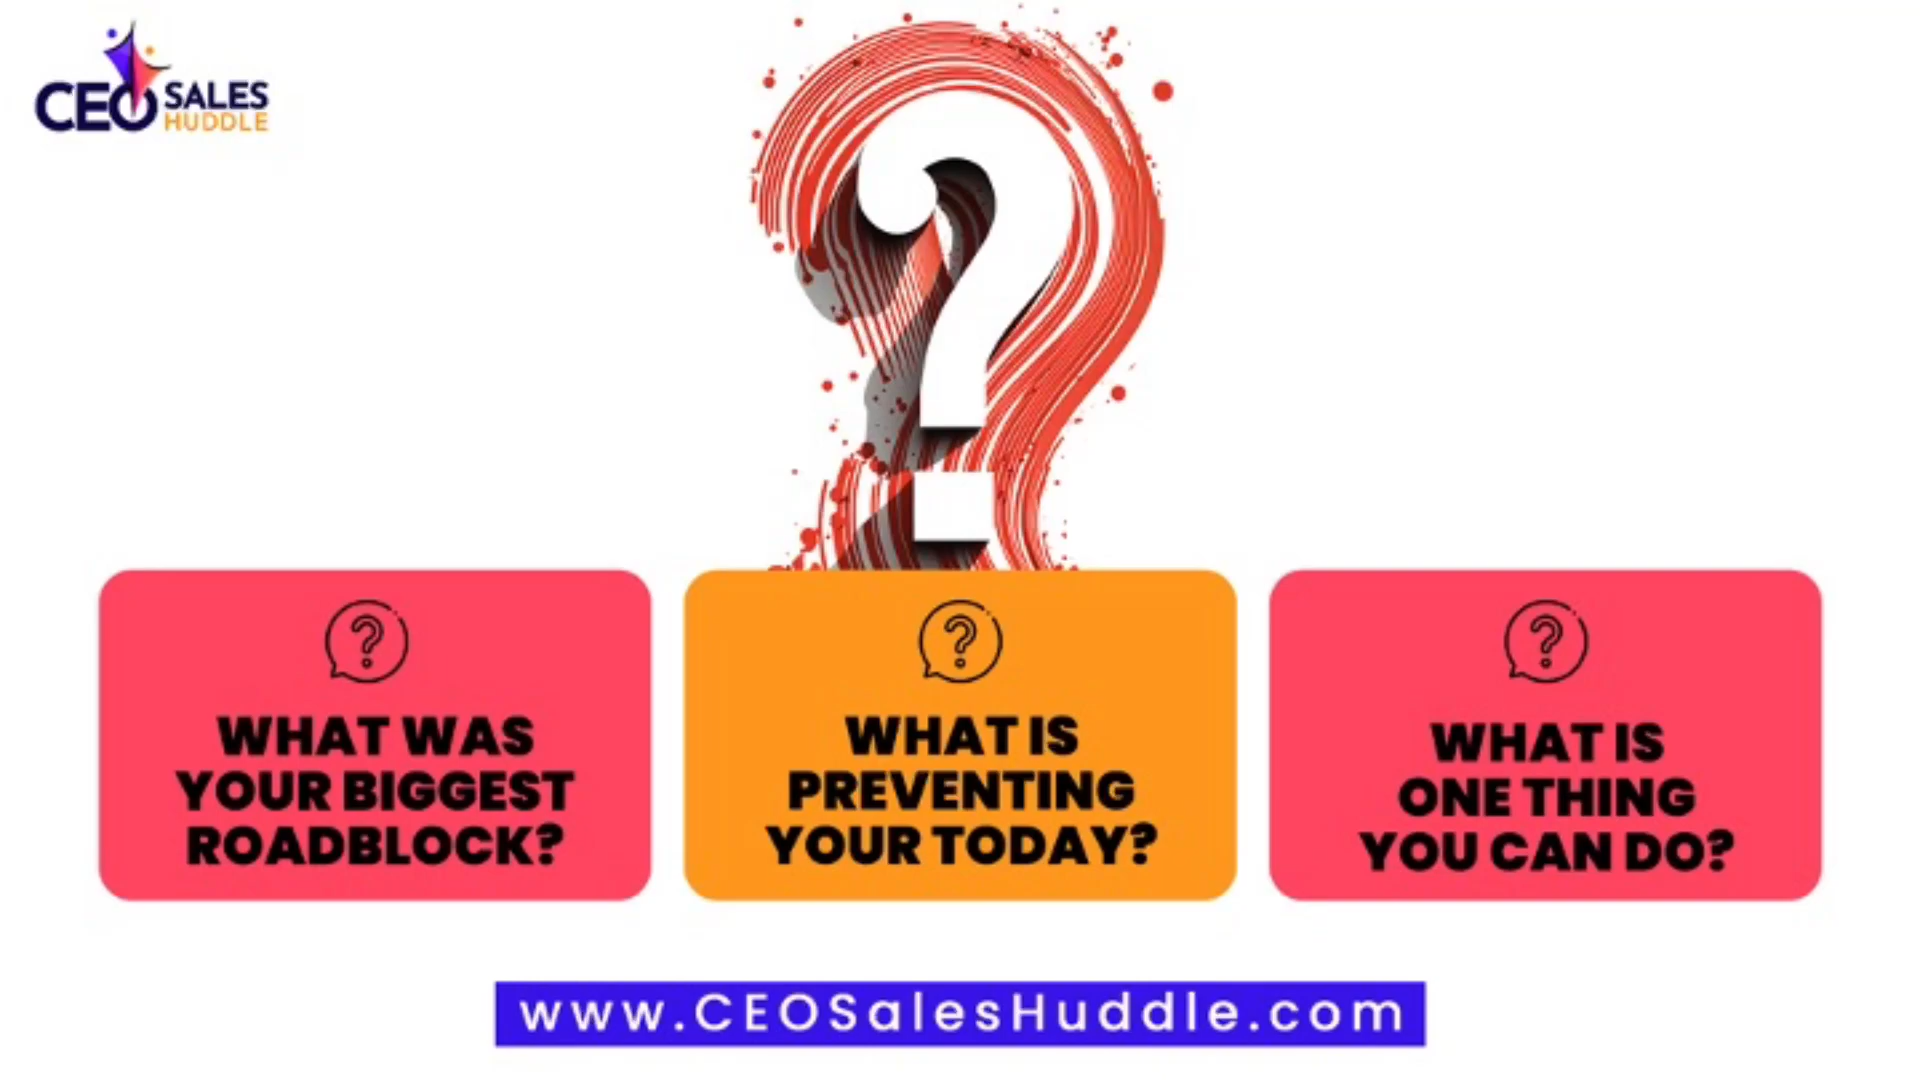 CEO SALES
HUDDLE
WHAT WAS
YOUR BIGGEST
ROADBLOCK?
WHAT IS
PREVENTING
YOUR TODAY?
WHAT IS
ONE THING
YOU CAN DO?
www.CEOSalesHuddle.com